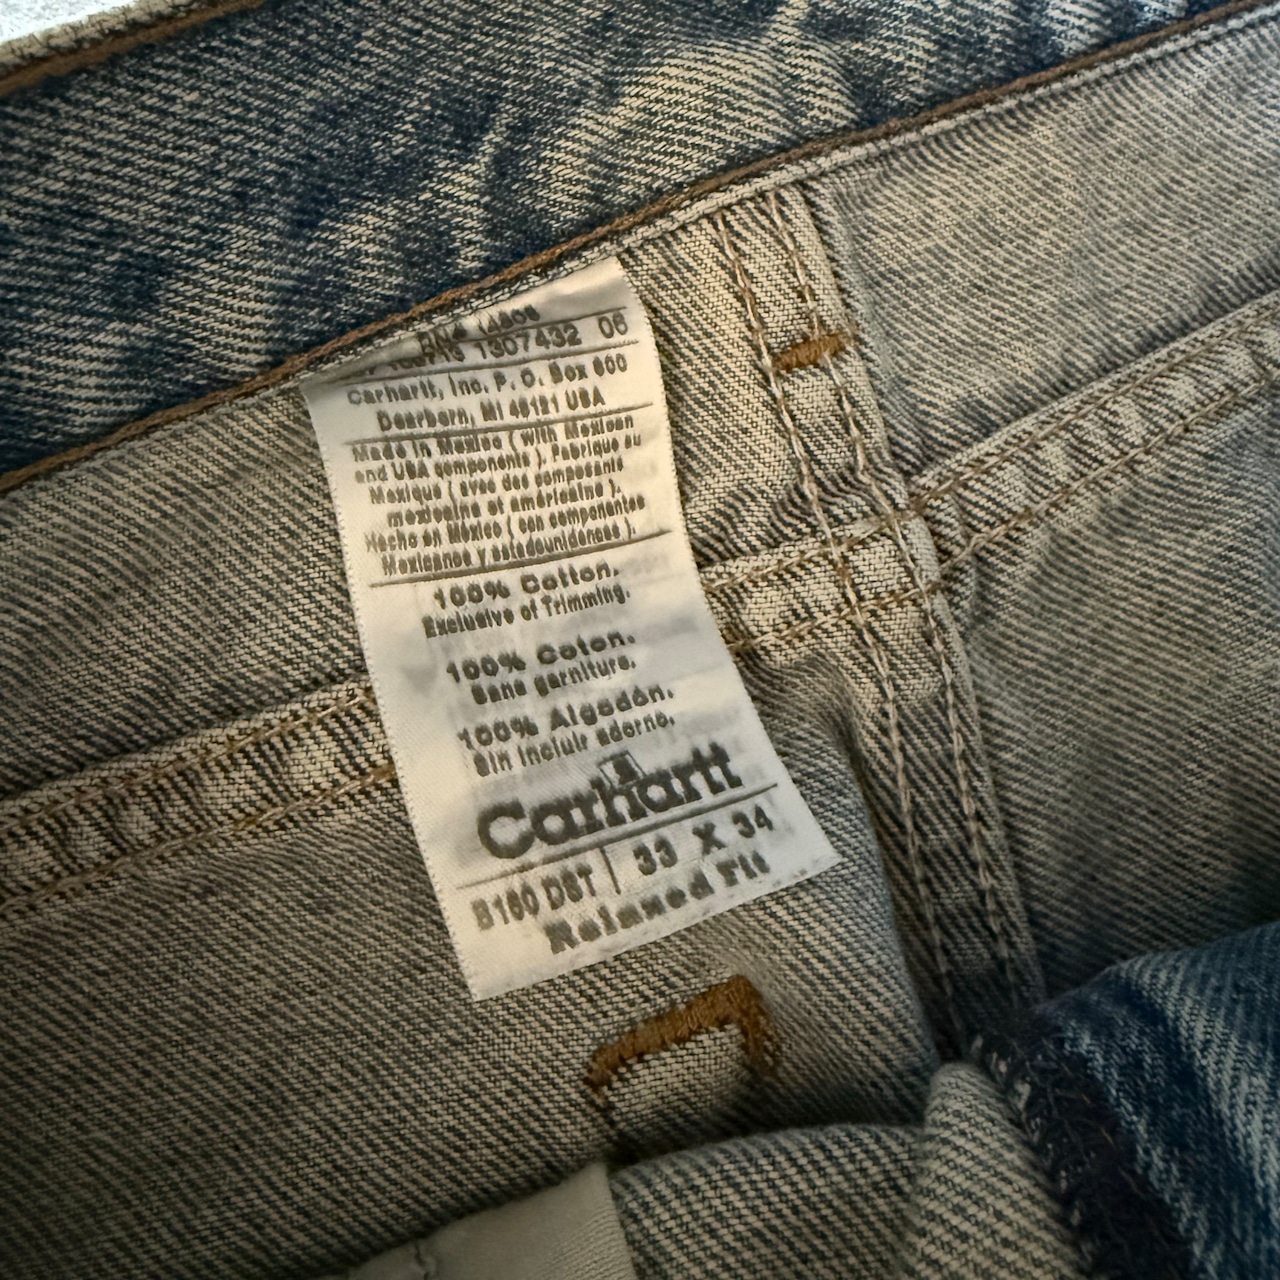 RN# 14806
1307432 06
Carhartt, Inc. P. O. Box 600
Dearborn, MI 48121 USA
Made in Mexico ( with Mexican
and USA components ). Fabrique au
Mexique ( avec des composants
mexicains et américains ).
Hecho en México ( con componentes
Mexicanos y estadounidenses ).
100% Cotton.
Exclusive of Trimming.
100% Coton.
Sans garniture.
100% Algodón.
Sin incluir adorno.
Carhartt
B160 DST | 33 X 34
Relaxed Fit